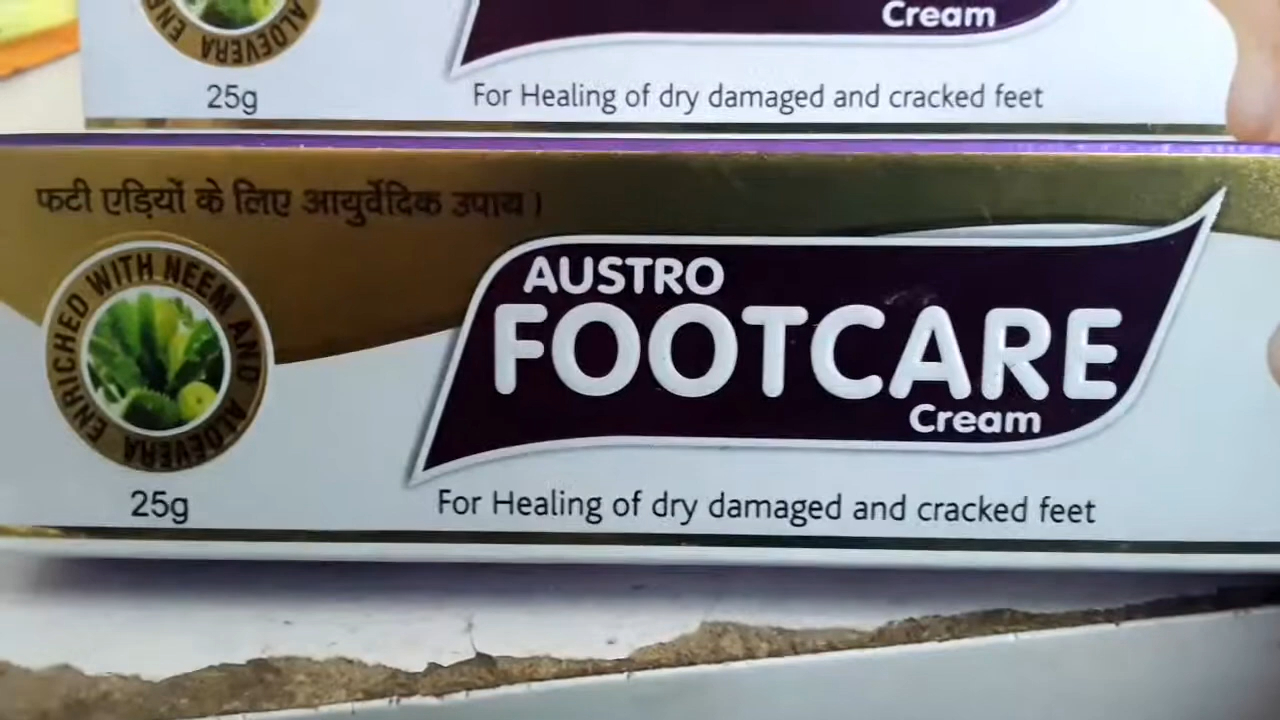 Cream
ALOEVERA
25g
For Healing of dry damaged and cracked feet
फटी एड़ियों के लिए आयुर्वेदिक उपाय।
ENRICHED WITH NEEM AND ALOEVERA
AUSTRO
FOOTCARE
Cream
25g
For Healing of dry damaged and cracked feet